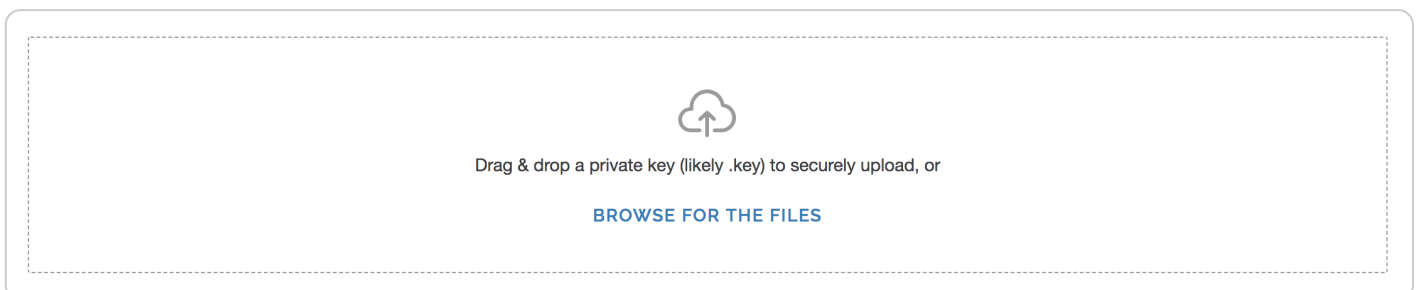 Drag & drop a private key (likely .key) to securely upload, or
BROWSE FOR THE FILES